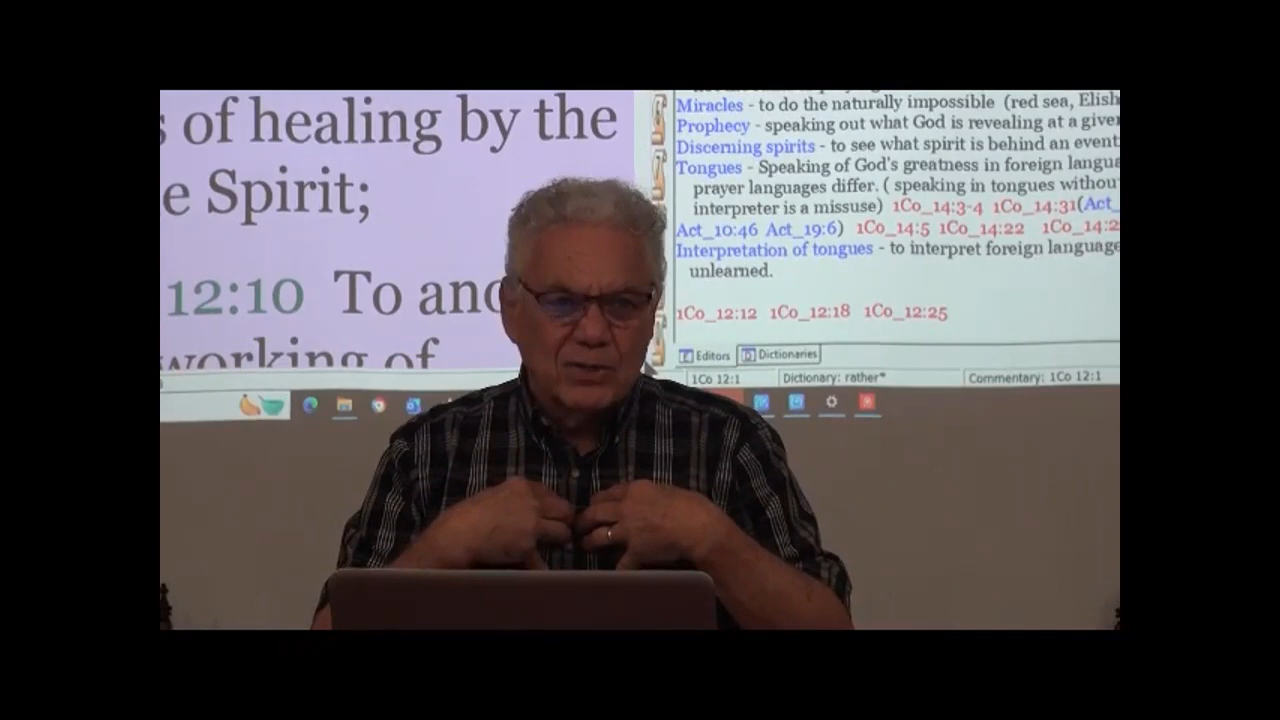 of healing by the
e Spirit;
12:10 To
working of
Miracles - to do the naturally impossible (red sea, Elish
Prophecy - speaking out what God is revealing at a give
Discerning spirits - to see what spirit is behind an event
Tongues - Speaking of God's greatness in foreign langua
prayer languages differ. ( speaking in tongues withou
interpreter is a missuse) 1Co_14:3-4 1Co_14:31(Act_
Act_10:46 Act_19:6) 1Co_14:5 1Co_14:22 1Co_14:2
Interpretation of tongues - to interpret foreign language
unlearned.
1Co_12:12 1Co_12:18 1Co_12:25
Editors Dictionaries
1Co 12:1 Dictionary: rather* Commentary: 1Co 12:1